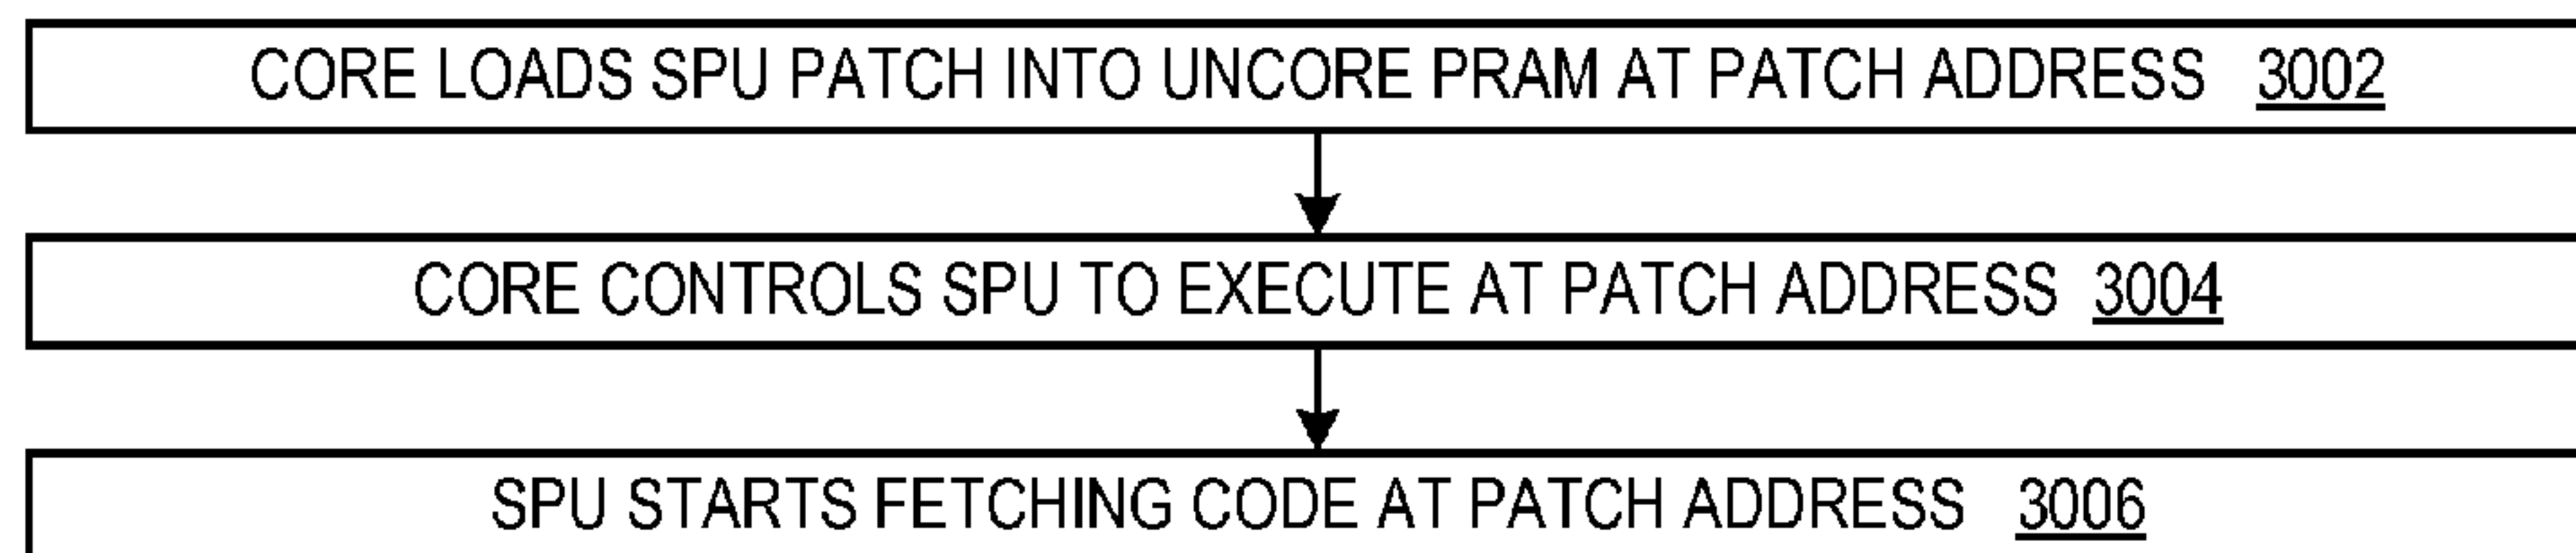 CORE LOADS SPU PATCH INTO UNCORE PRAM AT PATCH ADDRESS 3002
CORE CONTROLS SPU TO EXECUTE AT PATCH ADDRESS 3004
SPU STARTS FETCHING CODE AT PATCH ADDRESS 3006